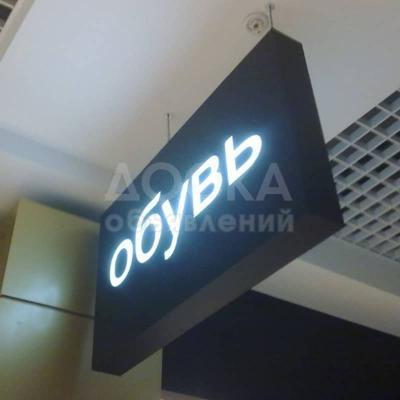 обувь
ДОСКА
объявлений